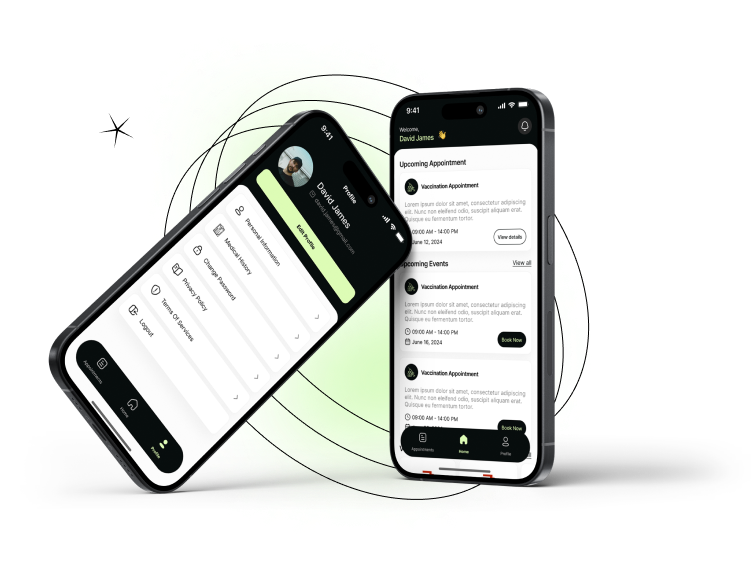 9:41
Profile
David James
david.james@gmail.com
Edit Profile
Personal Information
Medical History
Change Password
Privacy Policy
Terms Of Services
Logout
Appointments
Home
Profile
9:41
Welcome,
David James 👋
Upcoming Appointment
Vaccination Appointment
Lorem ipsum dolor sit amet, consectetur adipiscing
elit. Nunc non eleifend odio, suscipit aliquam erat.
Quisque eu fermentum tortor.
09:00 AM - 14:00 PM
June 12, 2024
View details
Upcoming Events
View all
Vaccination Appointment
Lorem ipsum dolor sit amet, consectetur adipiscing
elit. Nunc non eleifend odio, suscipit aliquam erat.
Quisque eu fermentum tortor.
09:00 AM - 14:00 PM
June 16, 2024
Book Now
Vaccination Appointment
Lorem ipsum dolor sit amet, consectetur adipiscing
elit. Nunc non eleifend odio, suscipit aliquam erat.
Quisque eu fermentum tortor.
09:00 AM - 14:00 PM
Book Now
Appointments
Home
Profile